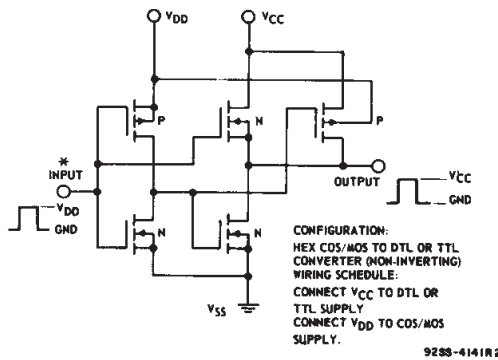 VDD
VCC
P
N
P
*
INPUT
VDD
GND
OUTPUT
VCC
GND
N
N
VSS
CONFIGURATION:
HEX COS/MOS TO DTL OR TTL
CONVERTER (NON-INVERTING)
WIRING SCHEDULE:
CONNECT VCC TO DTL OR
TTL SUPPLY
CONNECT VDD TO COS/MOS
SUPPLY.
92SS-4141R2